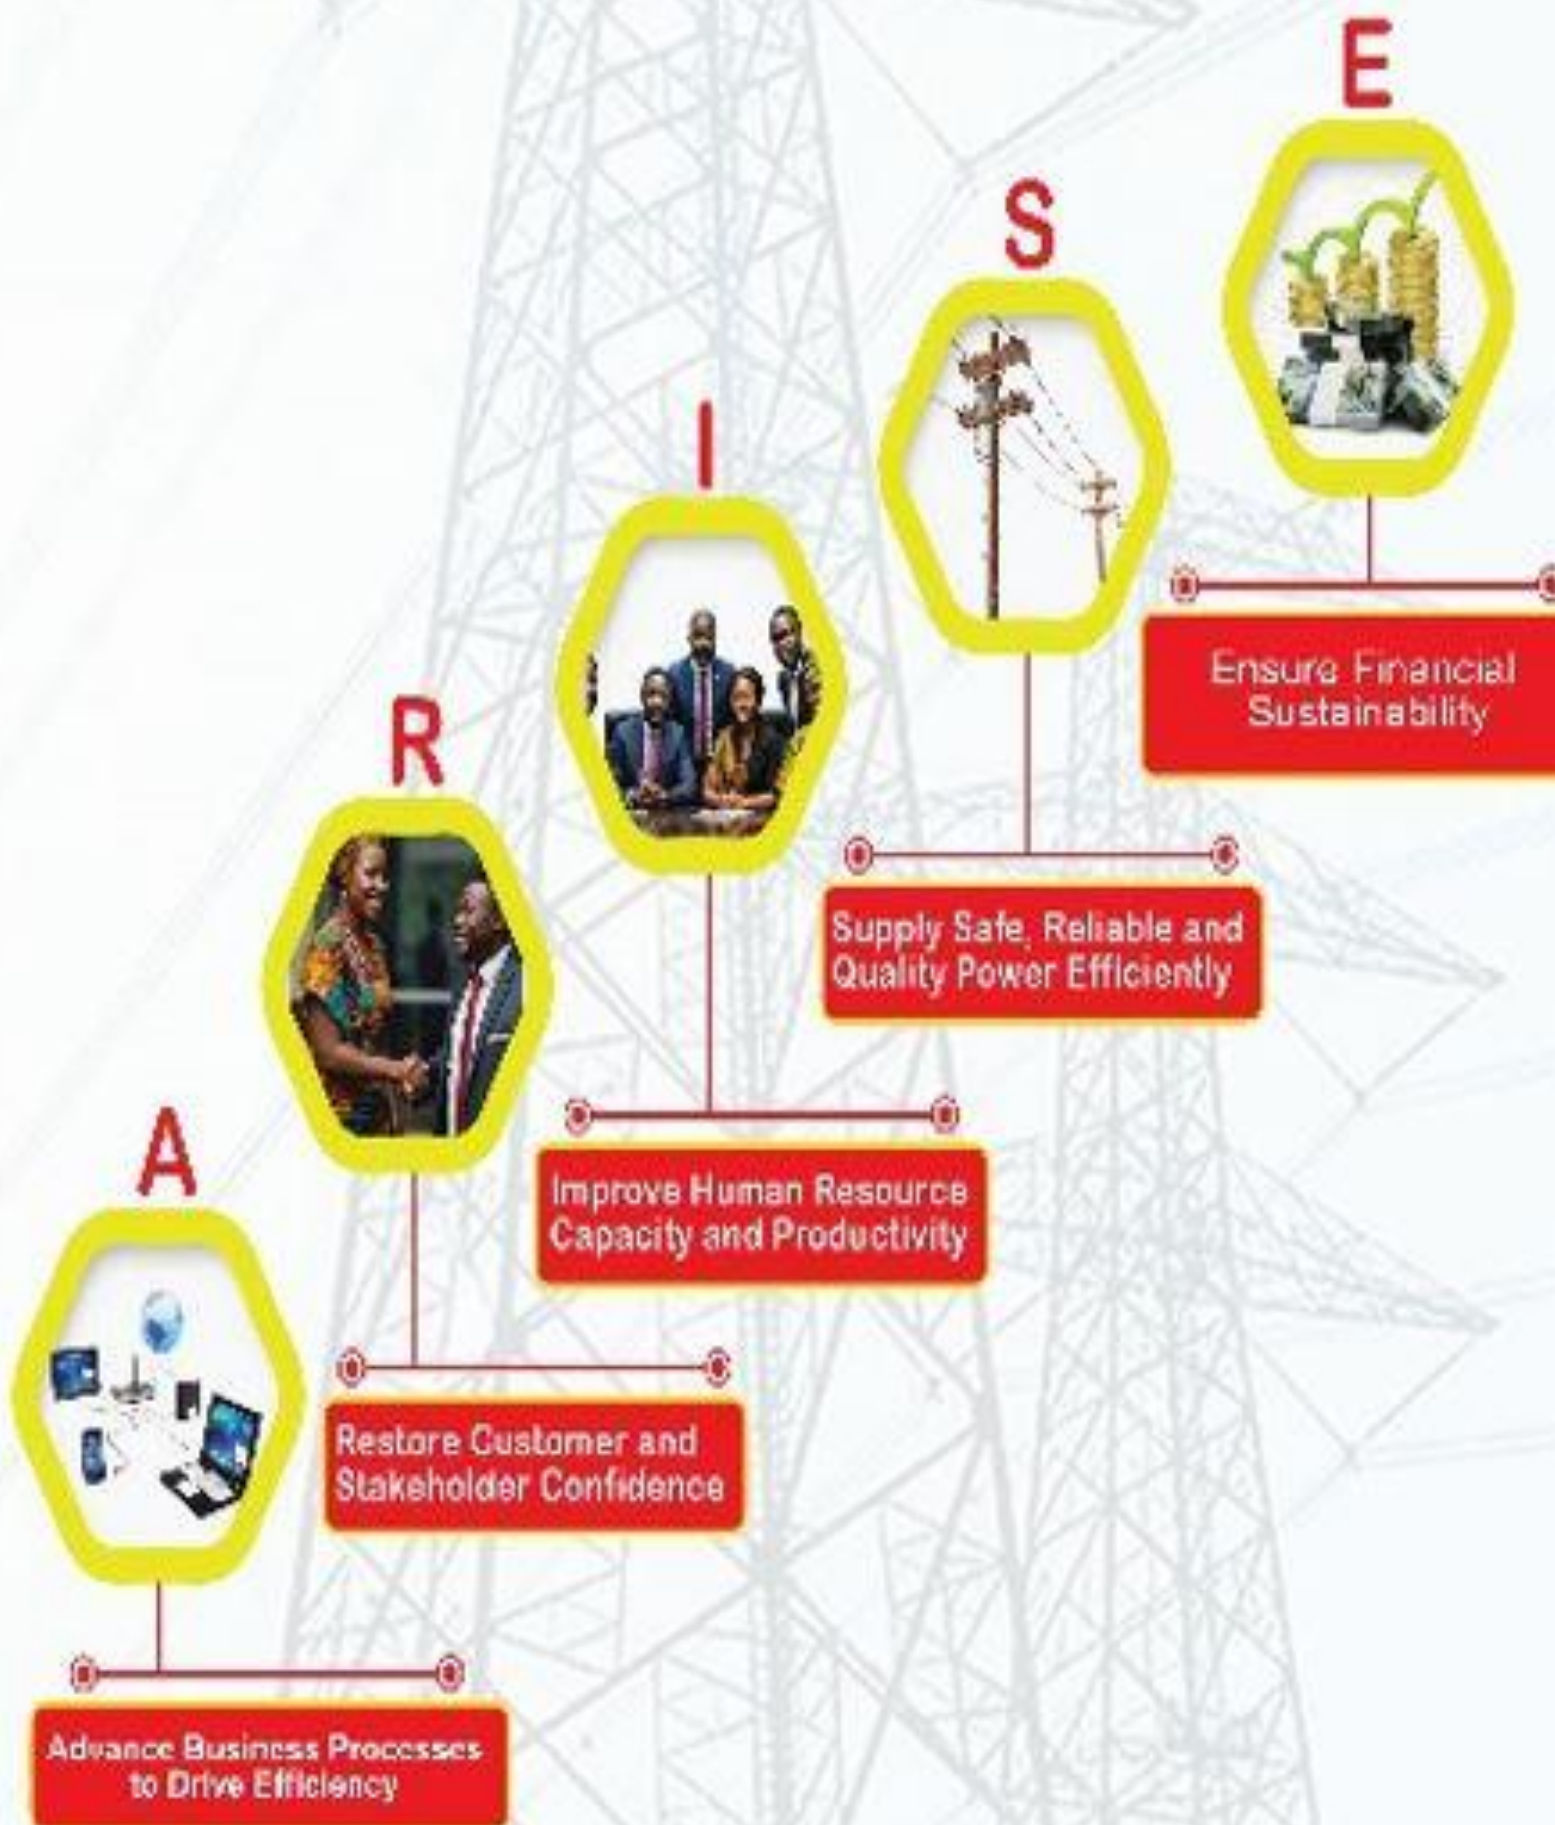 E
S
I
R
A
Ensure Financial
Sustainability
Supply Safe, Reliable and
Quality Power Efficiently
Improve Human Resource
Capacity and Productivity
Restore Customer and
Stakeholder Confidence
Advance Business Processes
to Drive Efficiency